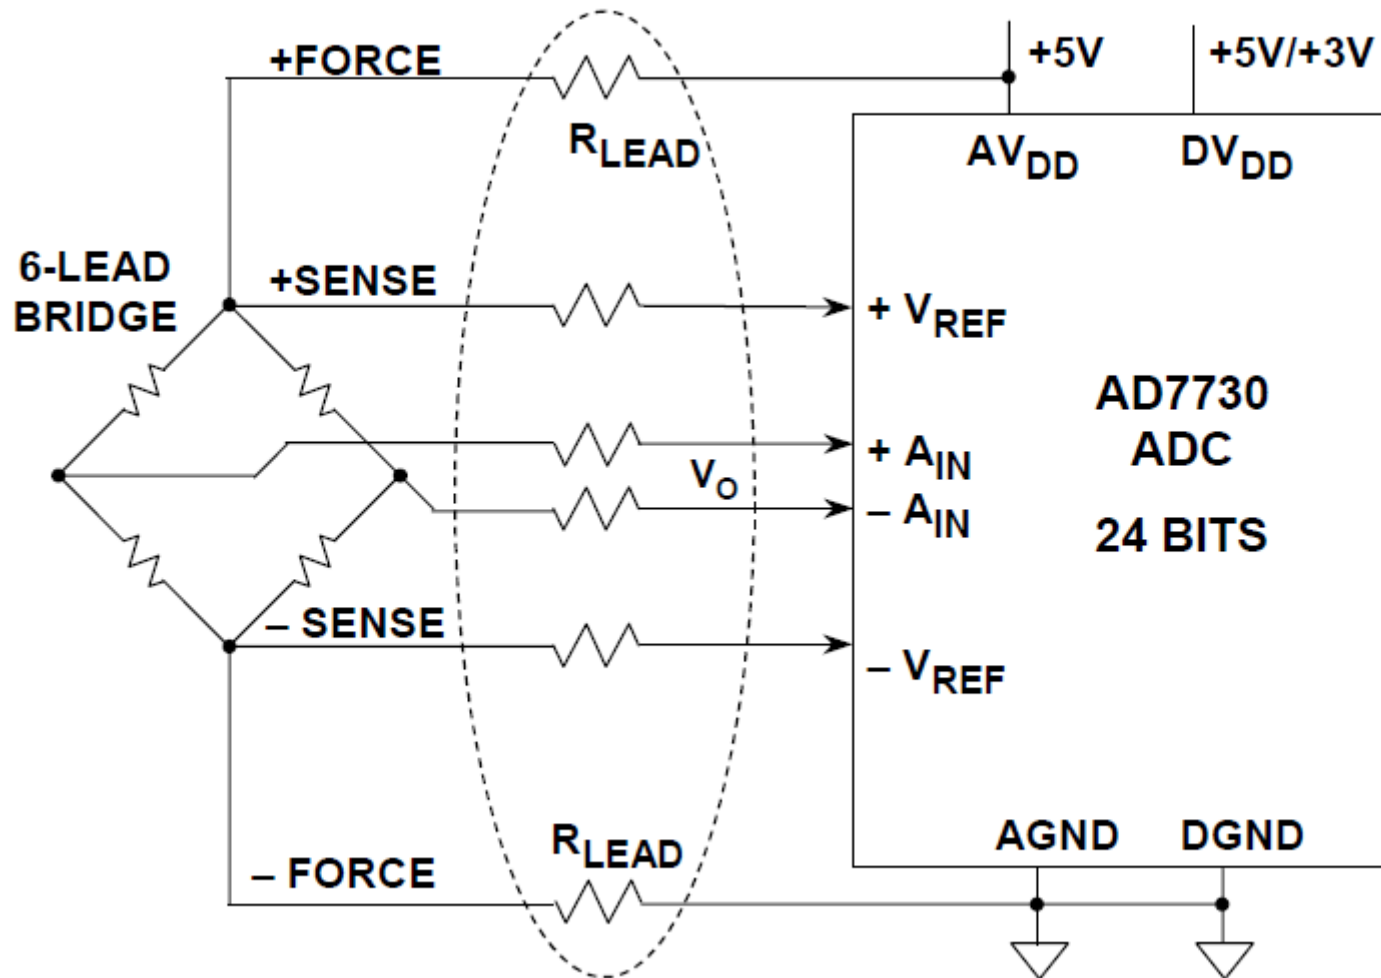 +FORCE
+5V
+5V/+3V
RLEAD
AVDD
DVDD
6-LEAD
BRIDGE
+SENSE
+ VREF
AD7730
ADC
24 BITS
+ AIN
VO
– AIN
– SENSE
– VREF
RLEAD
AGND
DGND
– FORCE